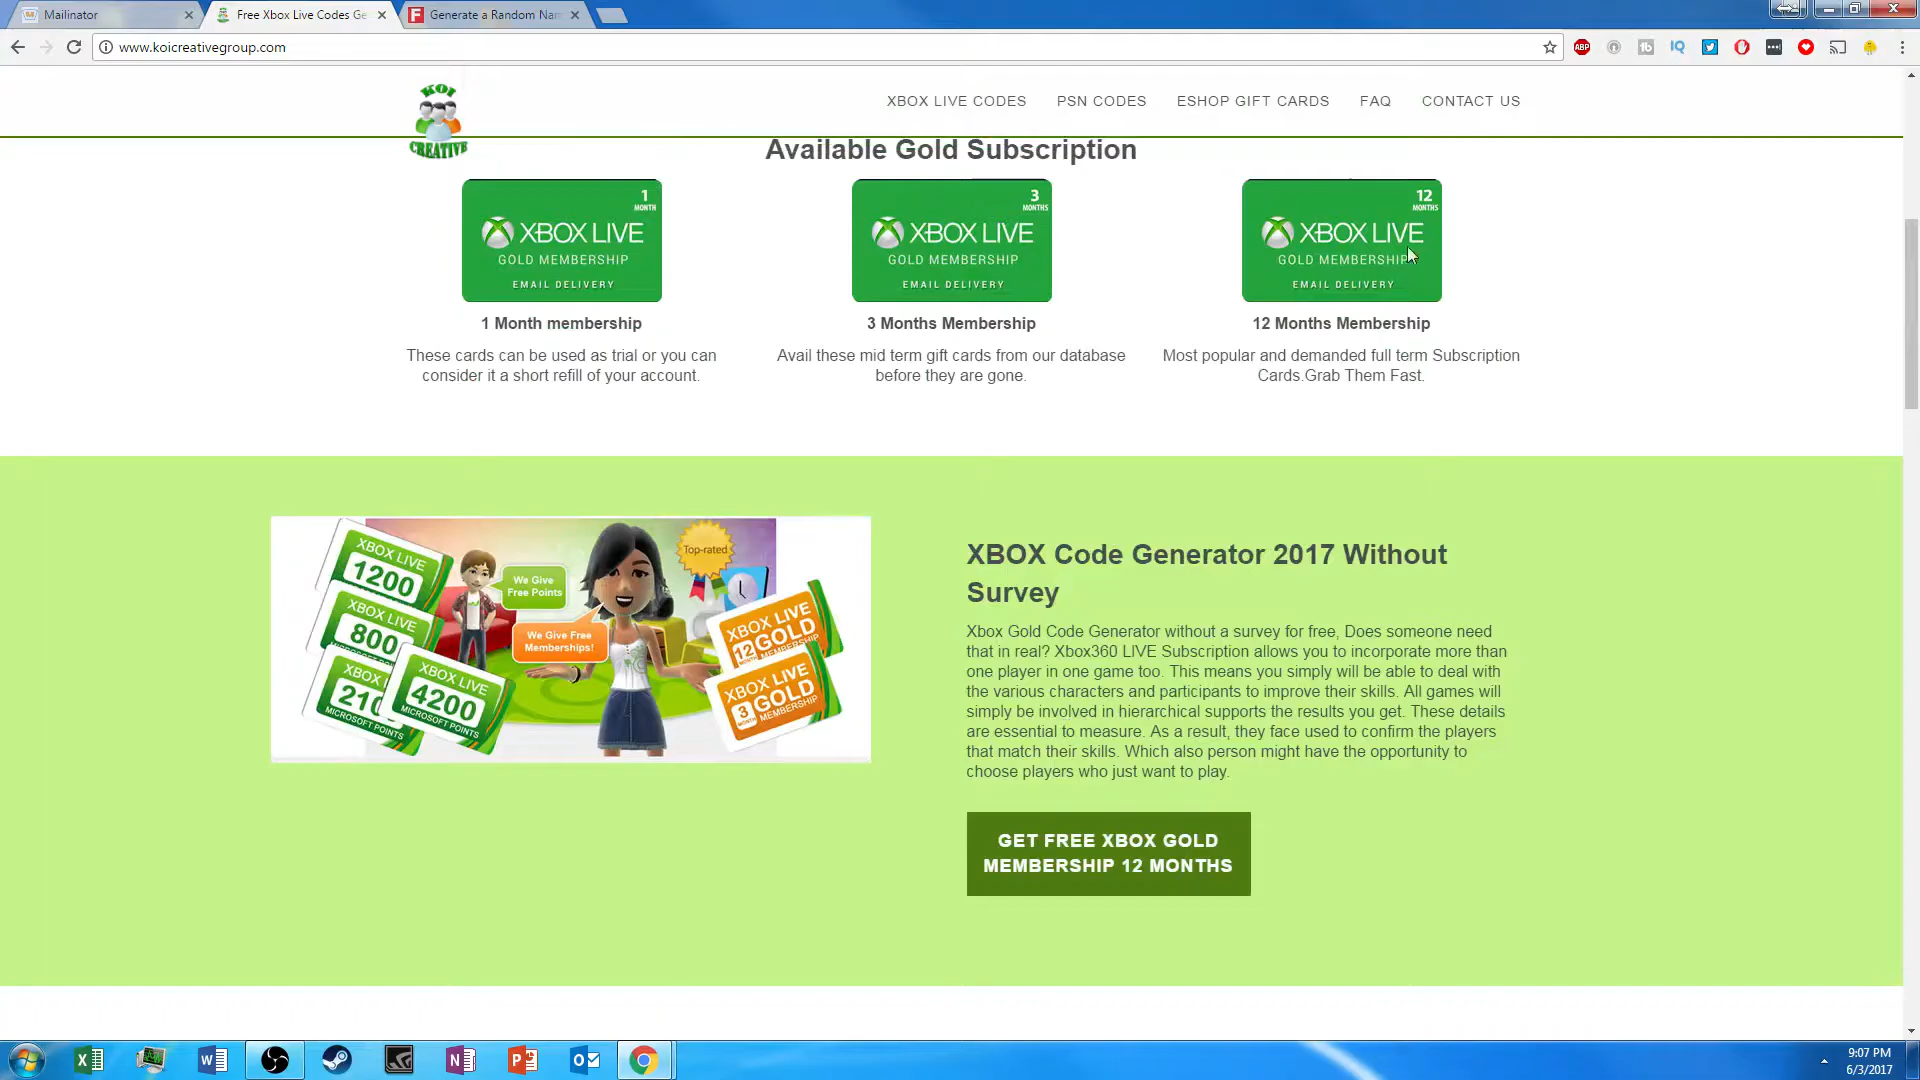 Mailinator
Free Xbox Live Codes Ge
Generate a Random Nam
www.koicreativegroup.com
ABP
KOI
CREATIVE
XBOX LIVE CODES
PSN CODES
ESHOP GIFT CARDS
FAQ
CONTACT US
Available Gold Subscription
1
MONTH
XBOX LIVE
GOLD MEMBERSHIP
EMAIL DELIVERY
3
MONTHS
XBOX LIVE
GOLD MEMBERSHIP
EMAIL DELIVERY
12
MONTHS
XBOX LIVE
GOLD MEMBERSHIP
EMAIL DELIVERY
1 Month membership
3 Months Membership
12 Months Membership
These cards can be used as trial or you can
consider it a short refill of your account.
Avail these mid term gift cards from our database
before they are gone.
Most popular and demanded full term Subscription
Cards.Grab Them Fast.
XBOX LIVE
1200
XBOX LIVE
800
XBOX LI
210
MICROSOFT POINTS
XBOX LIVE
4200
MICROSOFT POINTS
We Give
Free Points
We Give Free
Memberships!
Top-rated
XBOX LIVE
12 GOLD
MONTH MEMBERSHIP
XBOX LIVE
3 GOLD
MONTH MEMBERSHIP
XBOX Code Generator 2017 Without
Survey
Xbox Gold Code Generator without a survey for free, Does someone need
that in real? Xbox360 LIVE Subscription allows you to incorporate more than
one player in one game too. This means you simply will be able to deal with
the various characters and participants to improve their skills. All games will
simply be involved in hierarchical supports the results you get. These details
are essential to measure. As a result, they face used to confirm the players
that match their skills. Which also person might have the opportunity to
choose players who just want to play.
GET FREE XBOX GOLD
MEMBERSHIP 12 MONTHS
9:07 PM
6/3/2017